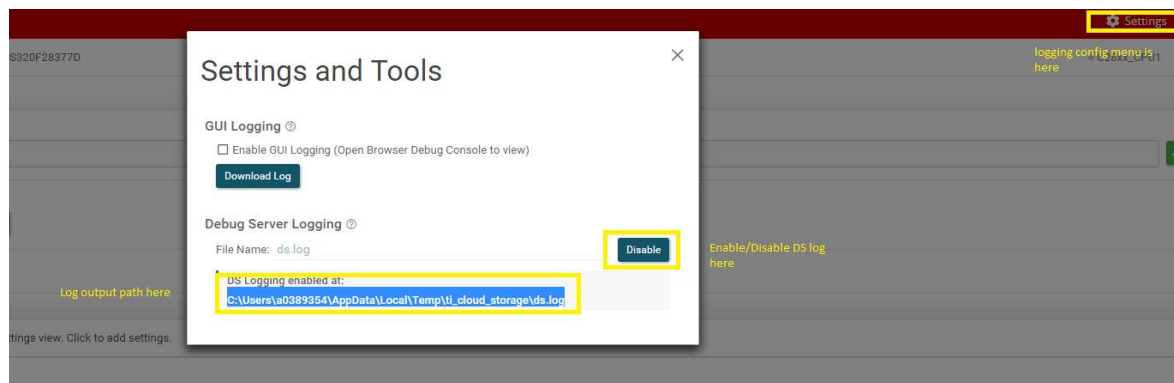 Settings
S320F28377D
logging config menu is
here
C28xx_CPU1
Settings and Tools
GUI Logging
Enable GUI Logging (Open Browser Debug Console to view)
Download Log
Debug Server Logging
File Name: ds.log
Disable
Enable/Disable DS log
here
DS Logging enabled at:
C:\Users\a0389354\AppData\Local\Temp\ti_cloud_storage\ds.log
Log output path here
ttings view. Click to add settings.